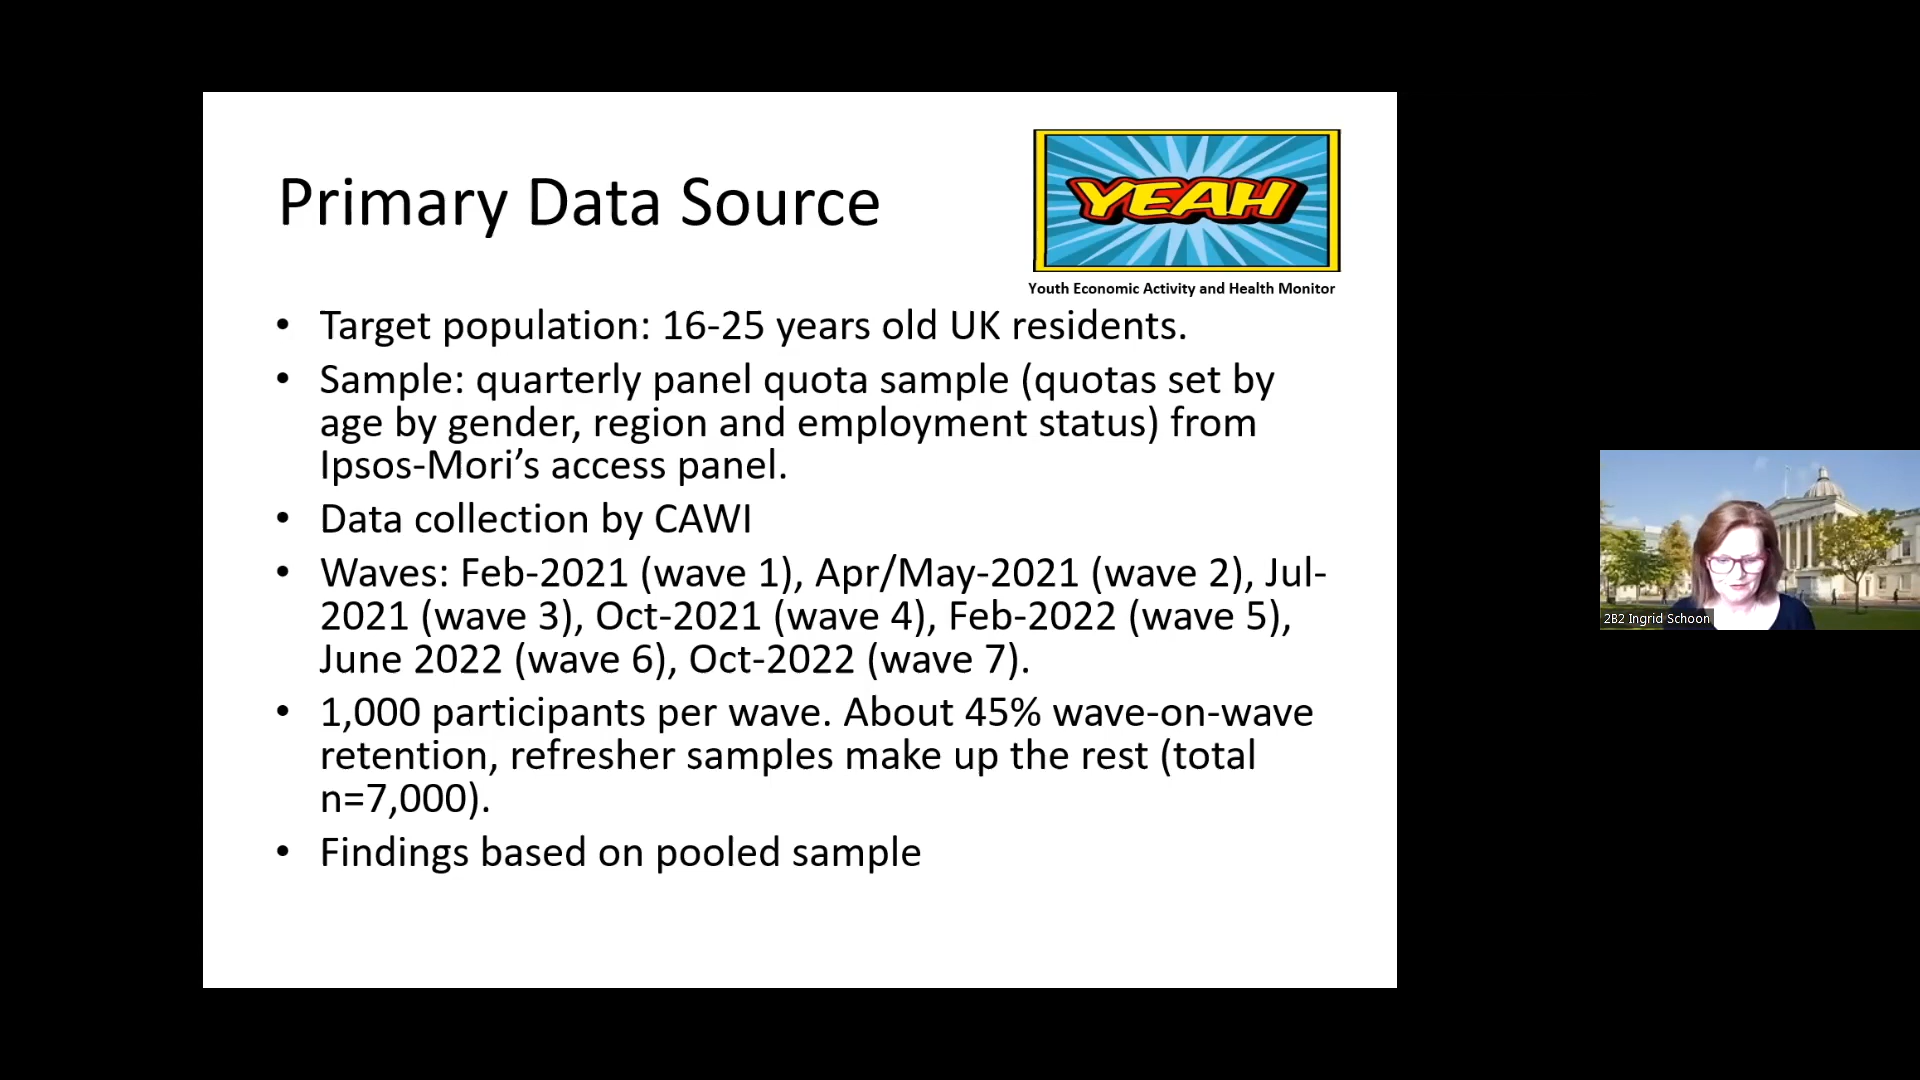 Primary Data Source
YEAH
Youth Economic Activity and Health Monitor
• Target population: 16-25 years old UK residents.
• Sample: quarterly panel quota sample (quotas set by
age by gender, region and employment status) from
Ipsos-Mori’s access panel.
• Data collection by CAWI
• Waves: Feb-2021 (wave 1), Apr/May-2021 (wave 2), Jul-
2021 (wave 3), Oct-2021 (wave 4), Feb-2022 (wave 5),
June 2022 (wave 6), Oct-2022 (wave 7).
• 1,000 participants per wave. About 45% wave-on-wave
retention, refresher samples make up the rest (total
n=7,000).
• Findings based on pooled sample
2B2 Ingrid Schoon